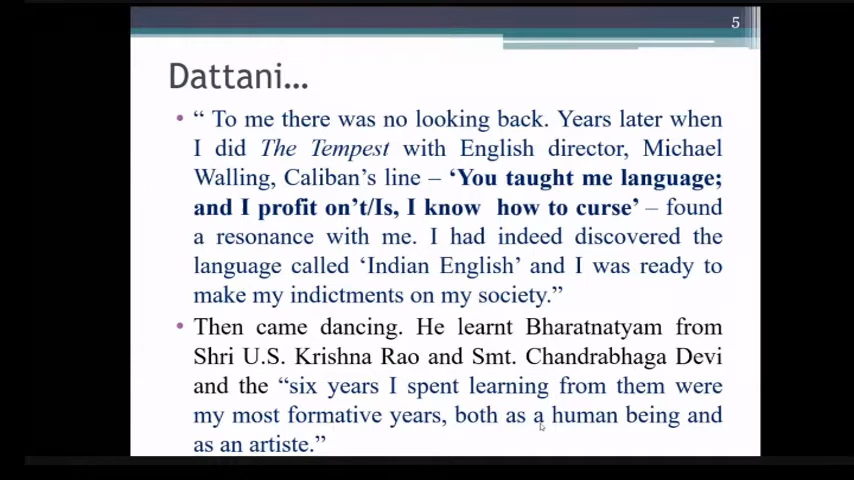 5
Dattani...
• “ To me there was no looking back. Years later when
I did The Tempest with English director, Michael
Walling, Caliban’s line – ‘You taught me language;
and I profit on’t/Is, I know how to curse’ – found
a resonance with me. I had indeed discovered the
language called ‘Indian English’ and I was ready to
make my indictments on my society.”
• Then came dancing. He learnt Bharatnatyam from
Shri U.S. Krishna Rao and Smt. Chandrabhaga Devi
and the “six years I spent learning from them were
my most formative years, both as a human being and
as an artiste.”